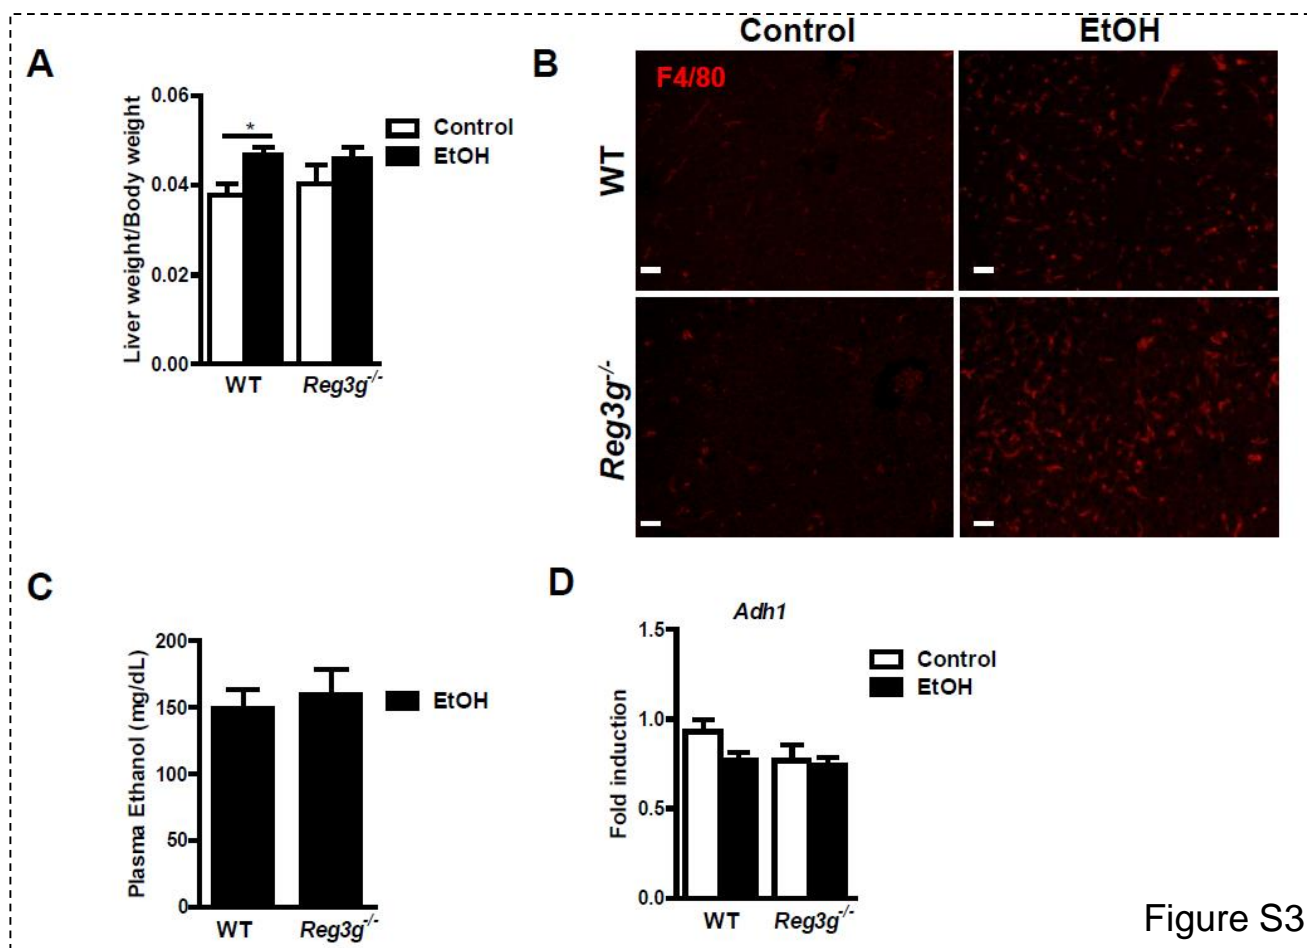 A
Liver weight/Body weight
0.06
0.04
0.02
0.00
*
Control
EtOH
WT
Reg3g-/-
B
Control
EtOH
F4/80
WT
Reg3g-/-
C
Plasma Ethanol (mg/dL)
200
150
100
50
0
EtOH
WT
Reg3g-/-
D
Adh1
Fold induction
1.5
1.0
0.5
0.0
Control
EtOH
WT
Reg3g-/-
Figure S3